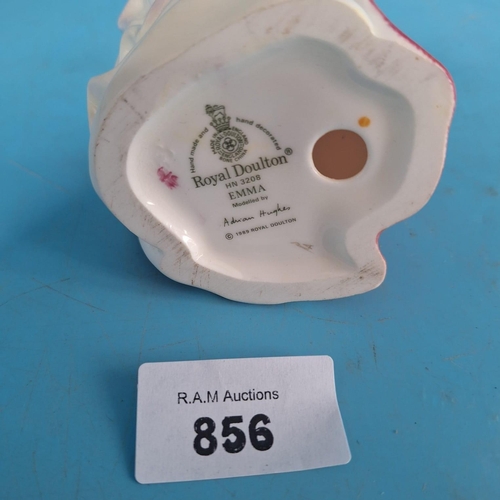 Hand made and hand decorated
Royal Doulton®
HN 3208
EMMA
Modelled by
Adrian Hughes
© 1989 ROYAL DOULTON
R.A.M Auctions
856